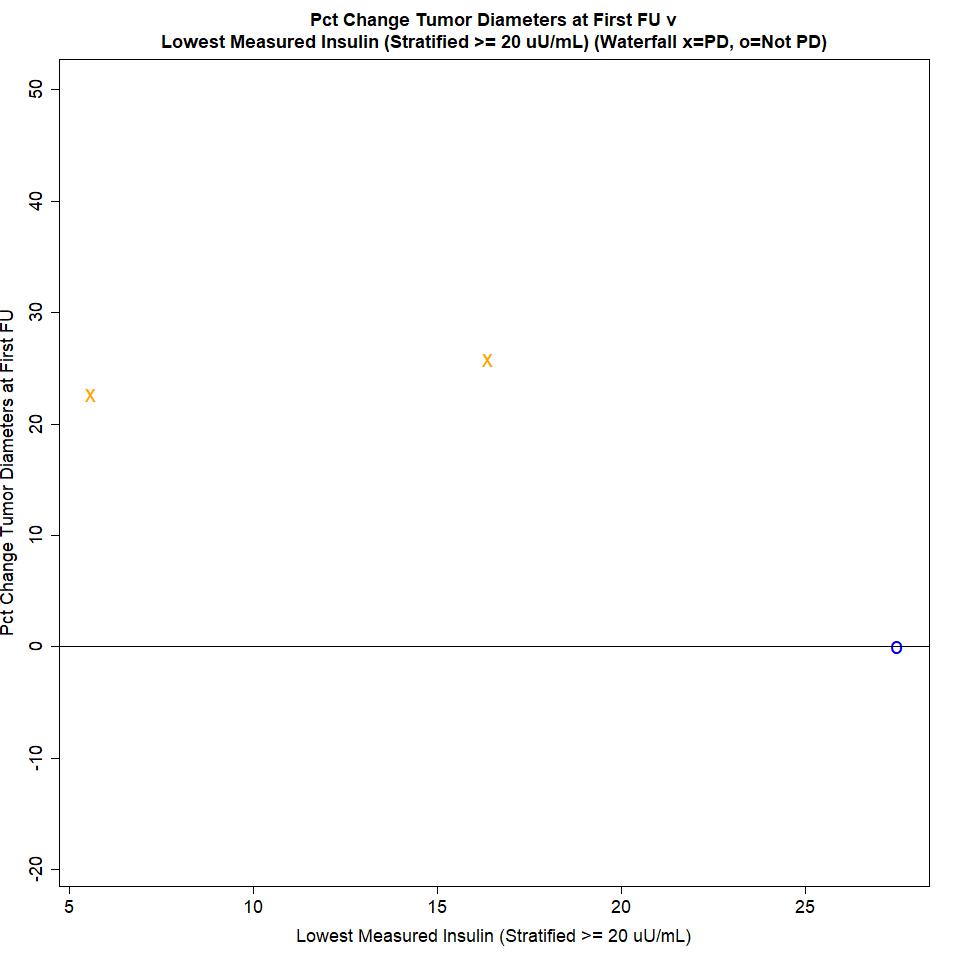 Pct Change Tumor Diameters at First FU v
Lowest Measured Insulin (Stratified >= 20 uU/mL) (Waterfall x=PD, o=Not PD)
Pct Change Tumor Diameters at First FU
50
40
30
20
10
0
-10
-20
x
x
o
5
10
15
20
25
Lowest Measured Insulin (Stratified >= 20 uU/mL)